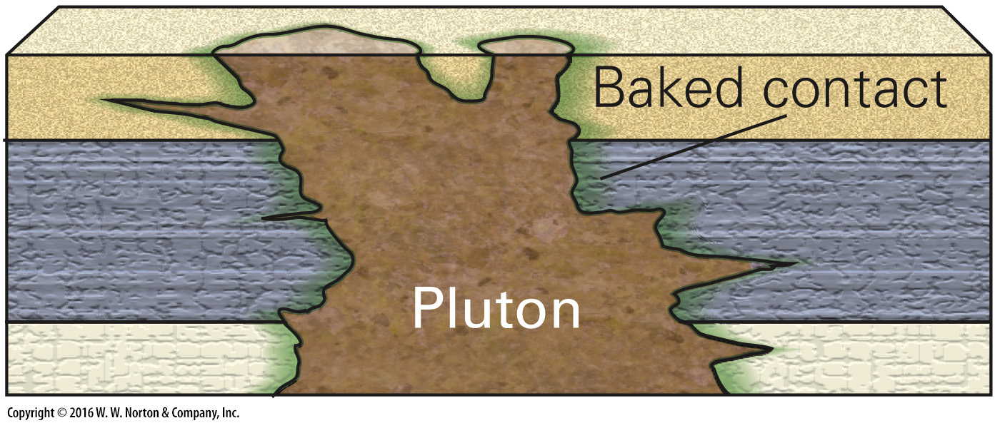 Baked contact
Pluton
Copyright © 2016 W. W. Norton & Company, Inc.